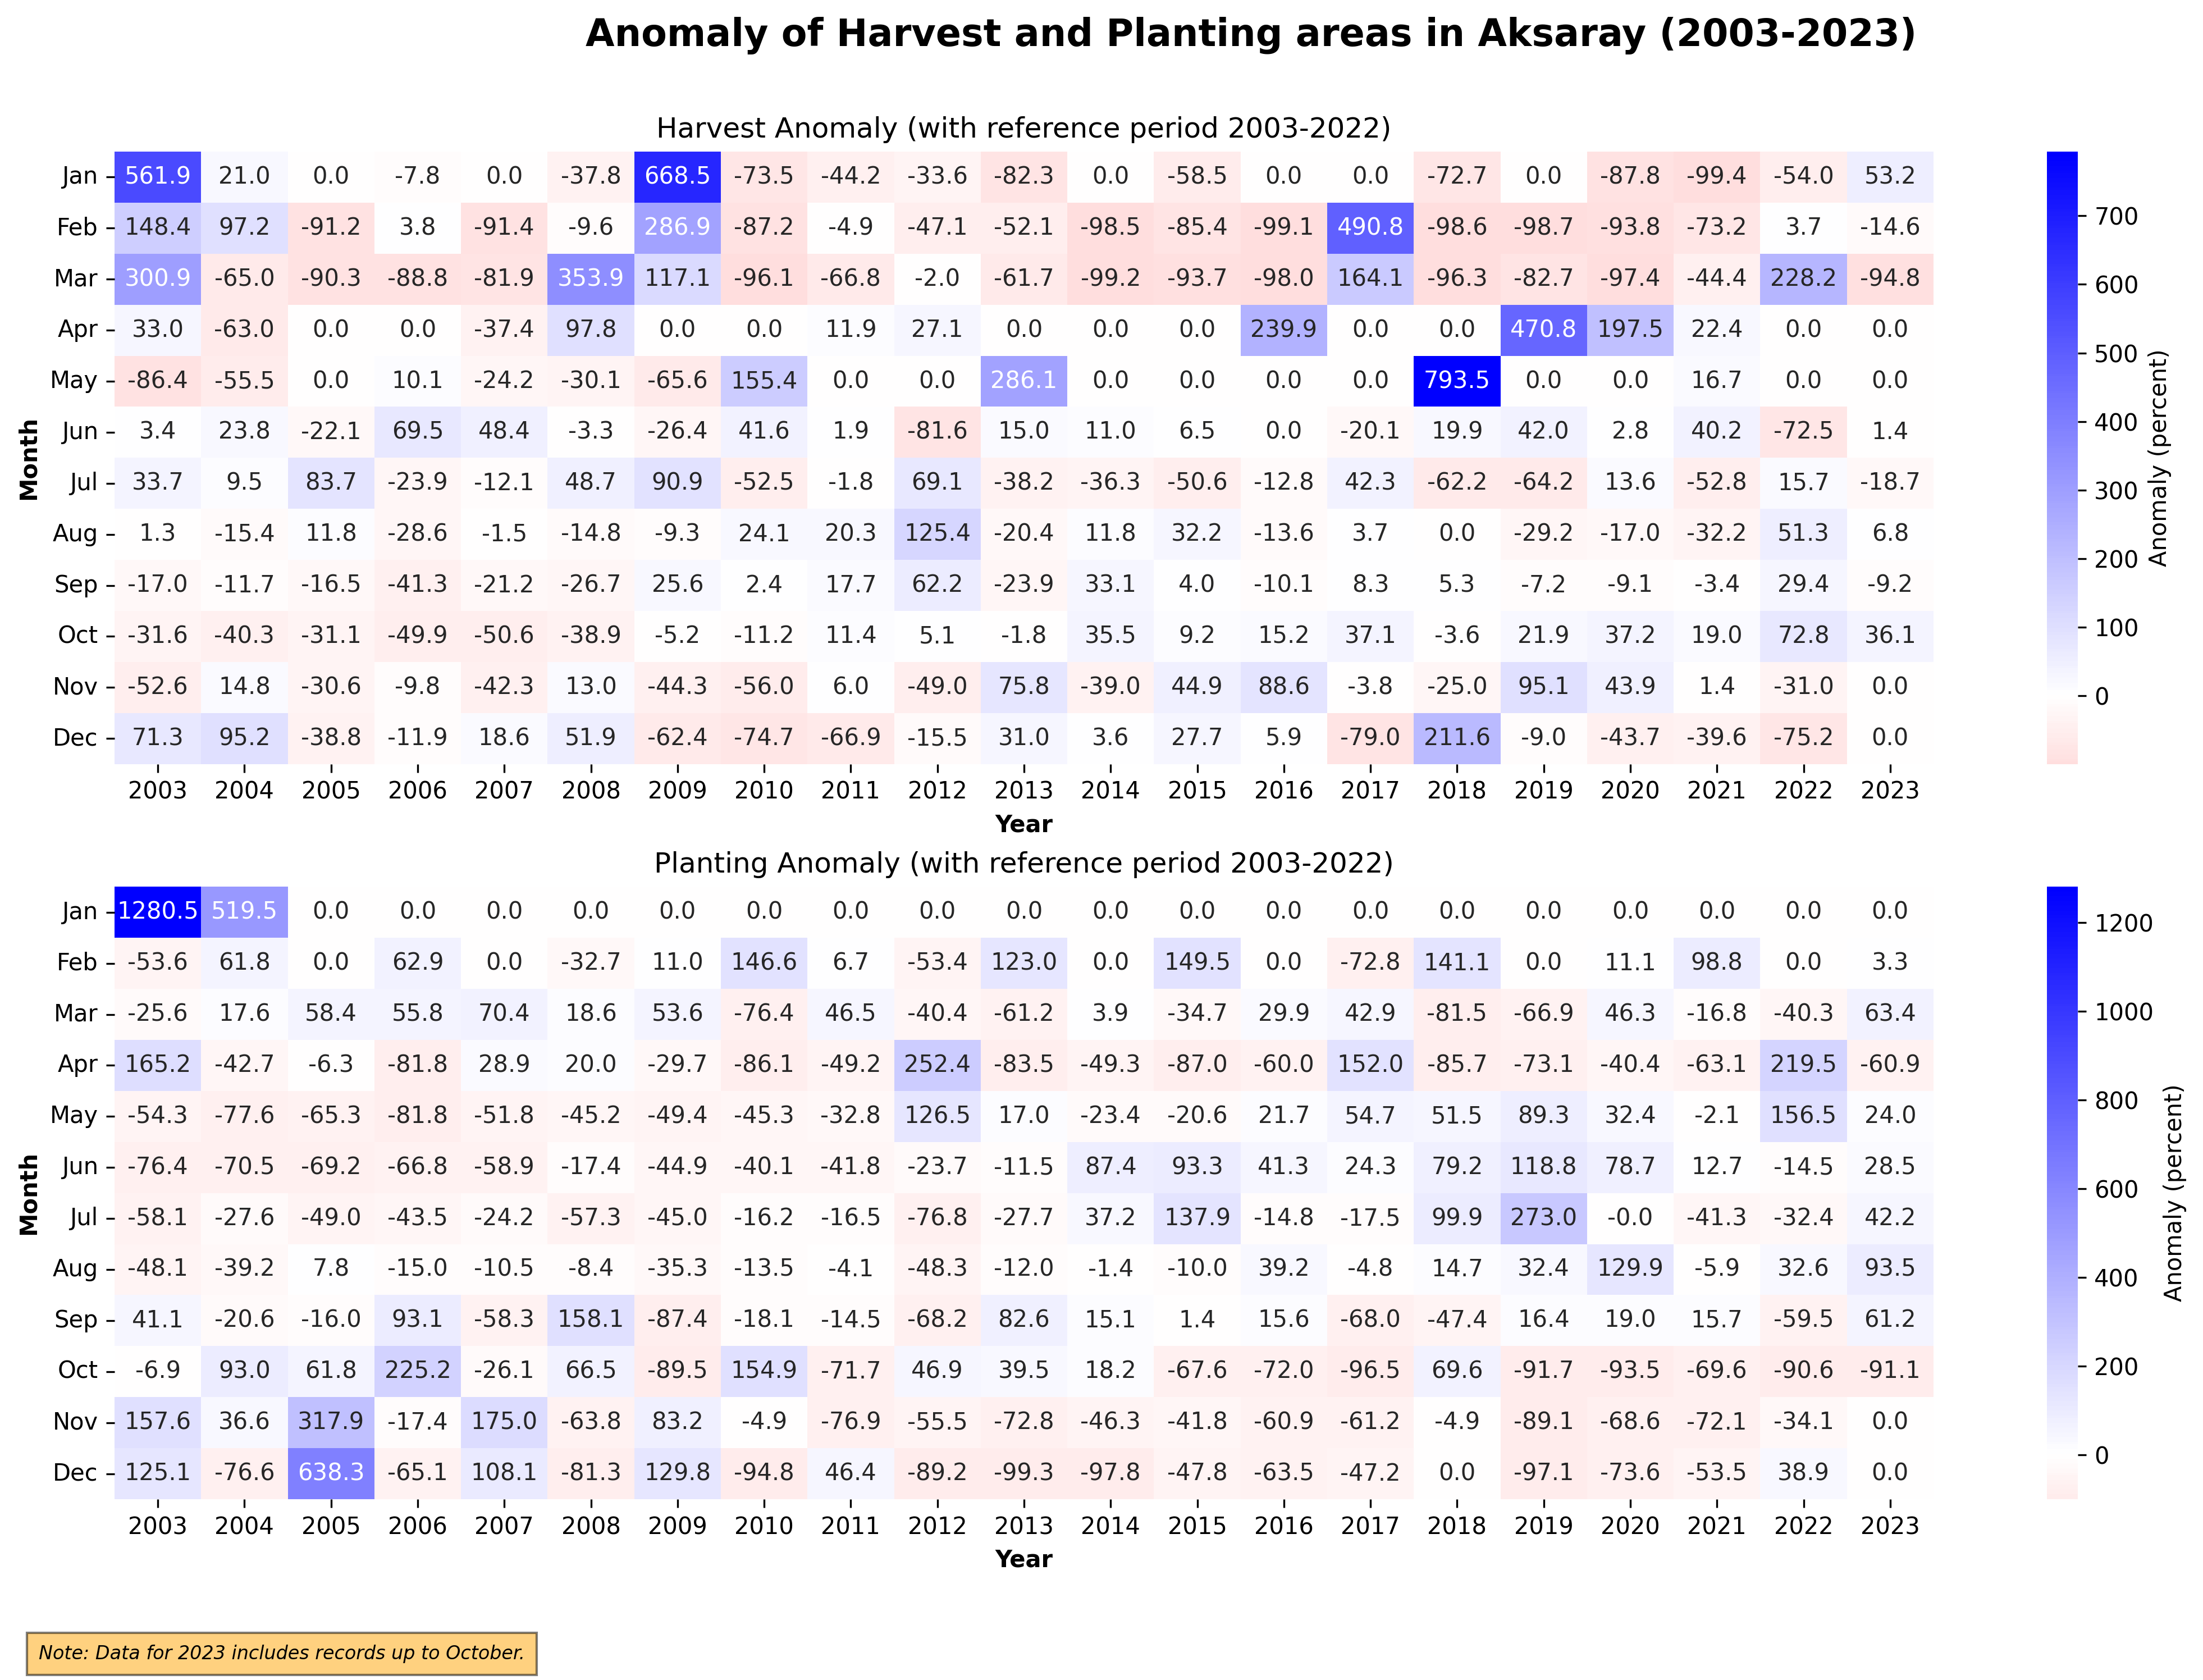 Anomaly of Harvest and Planting areas in Aksaray (2003-2023)
Harvest Anomaly (with reference period 2003-2022)
Jan 561.9 21.0 0.0 -7.8 0.0 -37.8 668.5 -73.5 -44.2 -33.6 -82.3 0.0 -58.5 0.0 0.0 -72.7 0.0 -87.8 -99.4 -54.0 53.2
Feb 148.4 97.2 -91.2 3.8 -91.4 -9.6 286.9 -87.2 -4.9 -47.1 -52.1 -98.5 -85.4 -99.1 490.8 -98.6 -98.7 -93.8 -73.2 3.7 -14.6
Mar 300.9 -65.0 -90.3 -88.8 -81.9 353.9 117.1 -96.1 -66.8 -2.0 -61.7 -99.2 -93.7 -98.0 164.1 -96.3 -82.7 -97.4 -44.4 228.2 -94.8
Apr 33.0 -63.0 0.0 0.0 -37.4 97.8 0.0 0.0 11.9 27.1 0.0 0.0 0.0 239.9 0.0 0.0 470.8 197.5 22.4 0.0 0.0
May -86.4 -55.5 0.0 10.1 -24.2 -30.1 -65.6 155.4 0.0 0.0 286.1 0.0 0.0 0.0 0.0 793.5 0.0 0.0 16.7 0.0 0.0
Jun 3.4 23.8 -22.1 69.5 48.4 -3.3 -26.4 41.6 1.9 -81.6 15.0 11.0 6.5 0.0 -20.1 19.9 42.0 2.8 40.2 -72.5 1.4
Jul 33.7 9.5 83.7 -23.9 -12.1 48.7 90.9 -52.5 -1.8 69.1 -38.2 -36.3 -50.6 -12.8 42.3 -62.2 -64.2 13.6 -52.8 15.7 -18.7
Aug 1.3 -15.4 11.8 -28.6 -1.5 -14.8 -9.3 24.1 20.3 125.4 -20.4 11.8 32.2 -13.6 3.7 0.0 -29.2 -17.0 -32.2 51.3 6.8
Sep -17.0 -11.7 -16.5 -41.3 -21.2 -26.7 25.6 2.4 17.7 62.2 -23.9 33.1 4.0 -10.1 8.3 5.3 -7.2 -9.1 -3.4 29.4 -9.2
Oct -31.6 -40.3 -31.1 -49.9 -50.6 -38.9 -5.2 -11.2 11.4 5.1 -1.8 35.5 9.2 15.2 37.1 -3.6 21.9 37.2 19.0 72.8 36.1
Nov -52.6 14.8 -30.6 -9.8 -42.3 13.0 -44.3 -56.0 6.0 -49.0 75.8 -39.0 44.9 88.6 -3.8 -25.0 95.1 43.9 1.4 -31.0 0.0
Dec 71.3 95.2 -38.8 -11.9 18.6 51.9 -62.4 -74.7 -66.9 -15.5 31.0 3.6 27.7 5.9 -79.0 211.6 -9.0 -43.7 -39.6 -75.2 0.0
2003 2004 2005 2006 2007 2008 2009 2010 2011 2012 2013 2014 2015 2016 2017 2018 2019 2020 2021 2022 2023
Month
Year
700
600
500
400
300
200
100
0
Anomaly (percent)
Planting Anomaly (with reference period 2003-2022)
Jan 1280.5 519.5 0.0 0.0 0.0 0.0 0.0 0.0 0.0 0.0 0.0 0.0 0.0 0.0 0.0 0.0 0.0 0.0 0.0 0.0 0.0
Feb -53.6 61.8 0.0 62.9 0.0 -32.7 11.0 146.6 6.7 -53.4 123.0 0.0 149.5 0.0 -72.8 141.1 0.0 11.1 98.8 0.0 3.3
Mar -25.6 17.6 58.4 55.8 70.4 18.6 53.6 -76.4 46.5 -40.4 -61.2 3.9 -34.7 29.9 42.9 -81.5 -66.9 46.3 -16.8 -40.3 63.4
Apr 165.2 -42.7 -6.3 -81.8 28.9 20.0 -29.7 -86.1 -49.2 252.4 -83.5 -49.3 -87.0 -60.0 152.0 -85.7 -73.1 -40.4 -63.1 219.5 -60.9
May -54.3 -77.6 -65.3 -81.8 -51.8 -45.2 -49.4 -45.3 -32.8 126.5 17.0 -23.4 -20.6 21.7 54.7 51.5 89.3 32.4 -2.1 156.5 24.0
Jun -76.4 -70.5 -69.2 -66.8 -58.9 -17.4 -44.9 -40.1 -41.8 -23.7 -11.5 87.4 93.3 41.3 24.3 79.2 118.8 78.7 12.7 -14.5 28.5
Jul -58.1 -27.6 -49.0 -43.5 -24.2 -57.3 -45.0 -16.2 -16.5 -76.8 -27.7 37.2 137.9 -14.8 -17.5 99.9 273.0 -0.0 -41.3 -32.4 42.2
Aug -48.1 -39.2 7.8 -15.0 -10.5 -8.4 -35.3 -13.5 -4.1 -48.3 -12.0 -1.4 -10.0 39.2 -4.8 14.7 32.4 129.9 -5.9 32.6 93.5
Sep 41.1 -20.6 -16.0 93.1 -58.3 158.1 -87.4 -18.1 -14.5 -68.2 82.6 15.1 1.4 15.6 -68.0 -47.4 16.4 19.0 15.7 -59.5 61.2
Oct -6.9 93.0 61.8 225.2 -26.1 66.5 -89.5 154.9 -71.7 46.9 39.5 18.2 -67.6 -72.0 -96.5 69.6 -91.7 -93.5 -69.6 -90.6 -91.1
Nov 157.6 36.6 317.9 -17.4 175.0 -63.8 83.2 -4.9 -76.9 -55.5 -72.8 -46.3 -41.8 -60.9 -61.2 -4.9 -89.1 -68.6 -72.1 -34.1 0.0
Dec 125.1 -76.6 638.3 -65.1 108.1 -81.3 129.8 -94.8 46.4 -89.2 -99.3 -97.8 -47.8 -63.5 -47.2 0.0 -97.1 -73.6 -53.5 38.9 0.0
2003 2004 2005 2006 2007 2008 2009 2010 2011 2012 2013 2014 2015 2016 2017 2018 2019 2020 2021 2022 2023
Month
Year
1200
1000
800
600
400
200
0
Anomaly (percent)
Note: Data for 2023 includes records up to October.